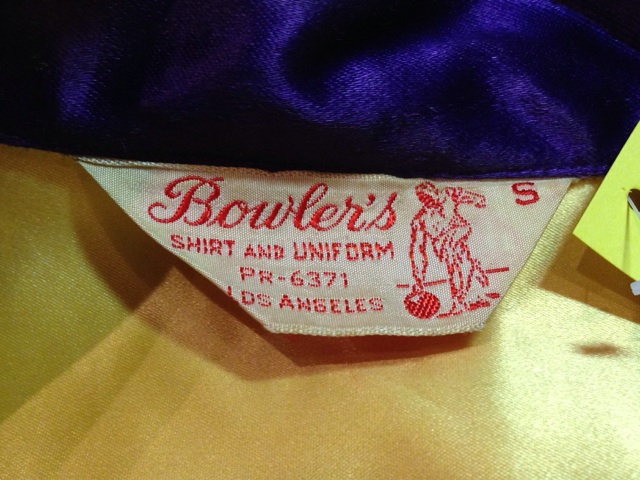 Bowler's
S
SHIRT AND UNIFORM
PR-6371
LOS ANGELES